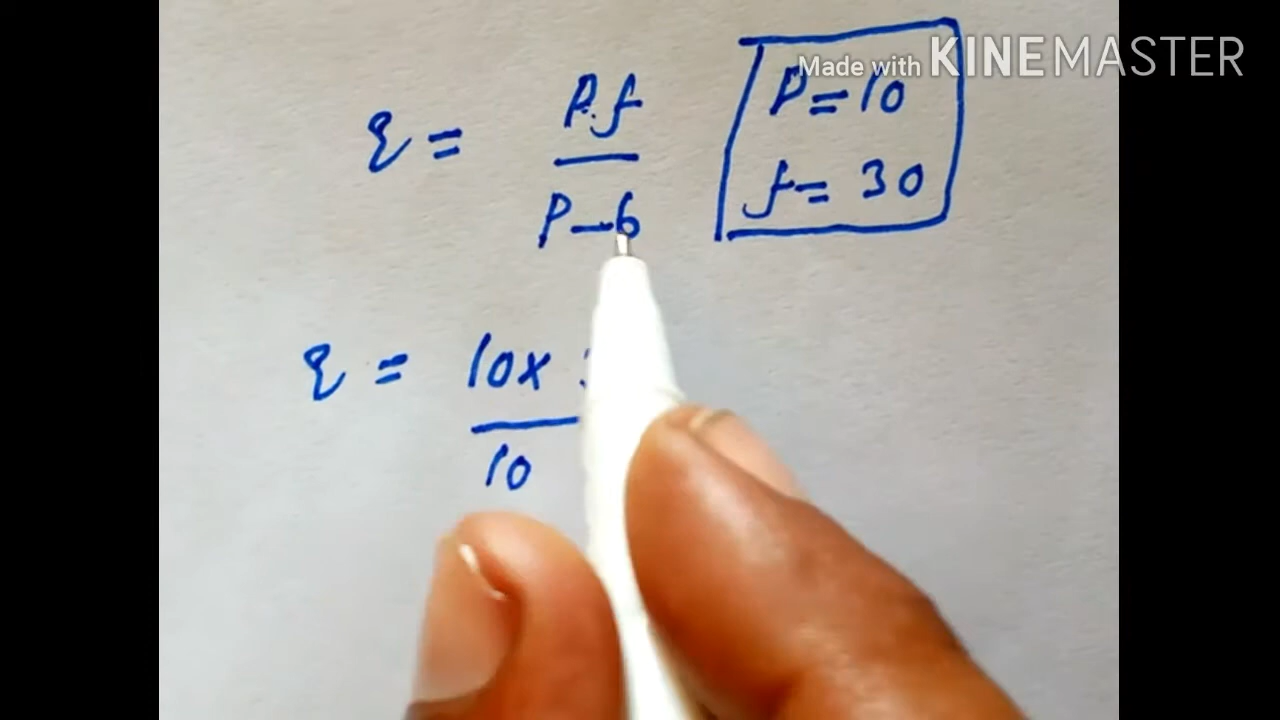 Made with KINEMASTER
q = P.f / P-6
P = 10
f = 30
q = 10x / 10